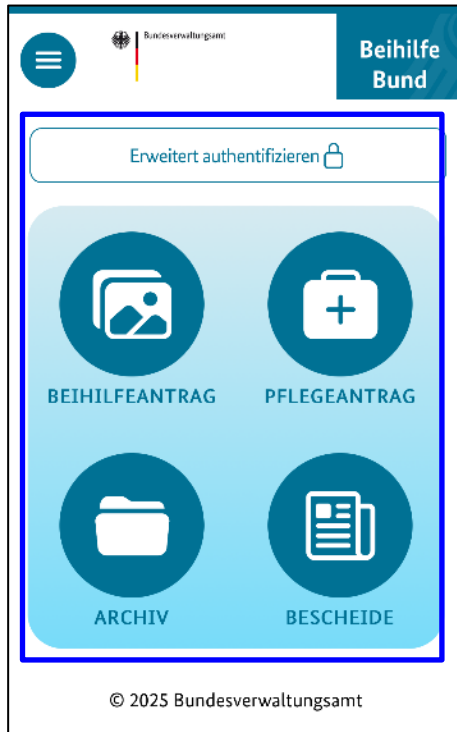 Bundesverwaltungsamt
Beihilfe
Bund
Erweitert authentifizieren
BEIHILFEANTRAG
PFLEGEANTRAG
ARCHIV
BESCHEIDE
© 2025 Bundesverwaltungsamt